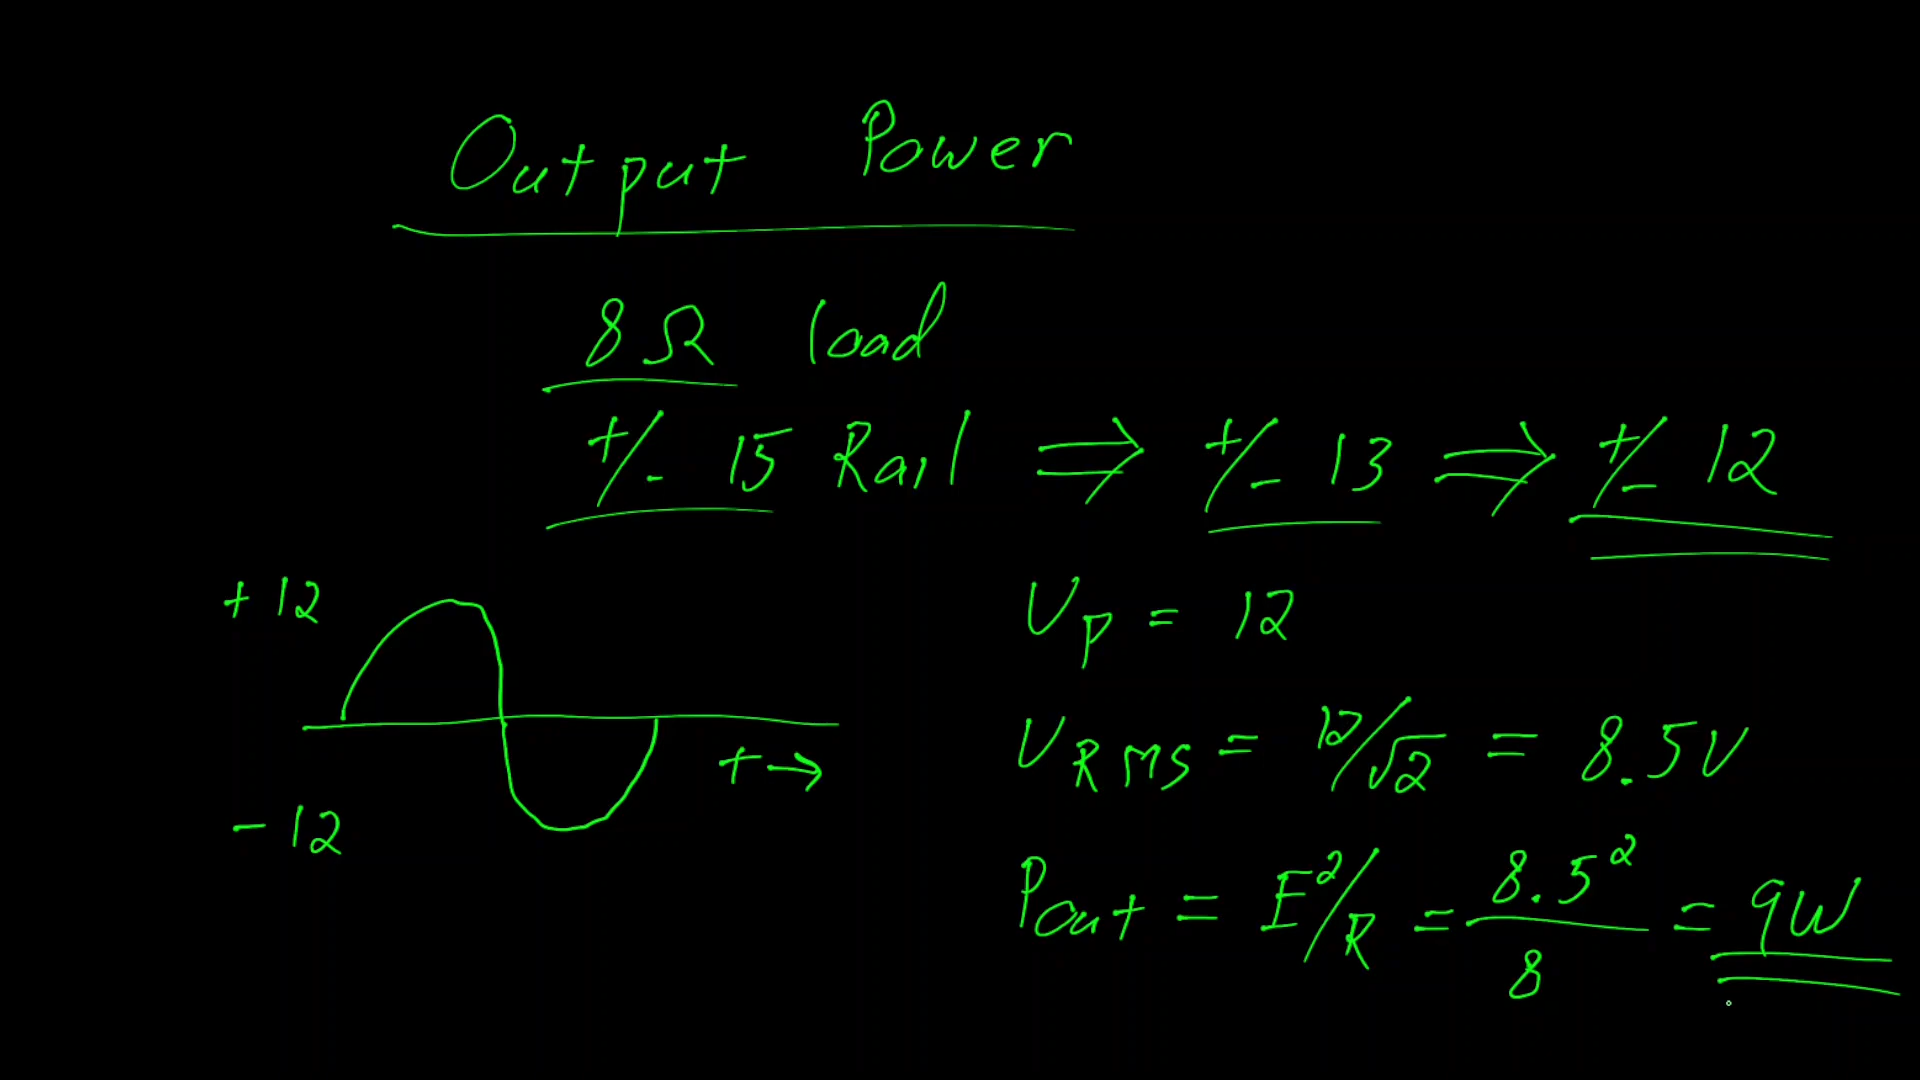 Output Power
8Ω load
+/- 15 Rail ⇒ +/- 13 ⇒ +/- 12
+12
-12
t →
Vp = 12
VRMS = 12/√2 = 8.5V
Pout = E²/R = 8.5²/8 = 9W